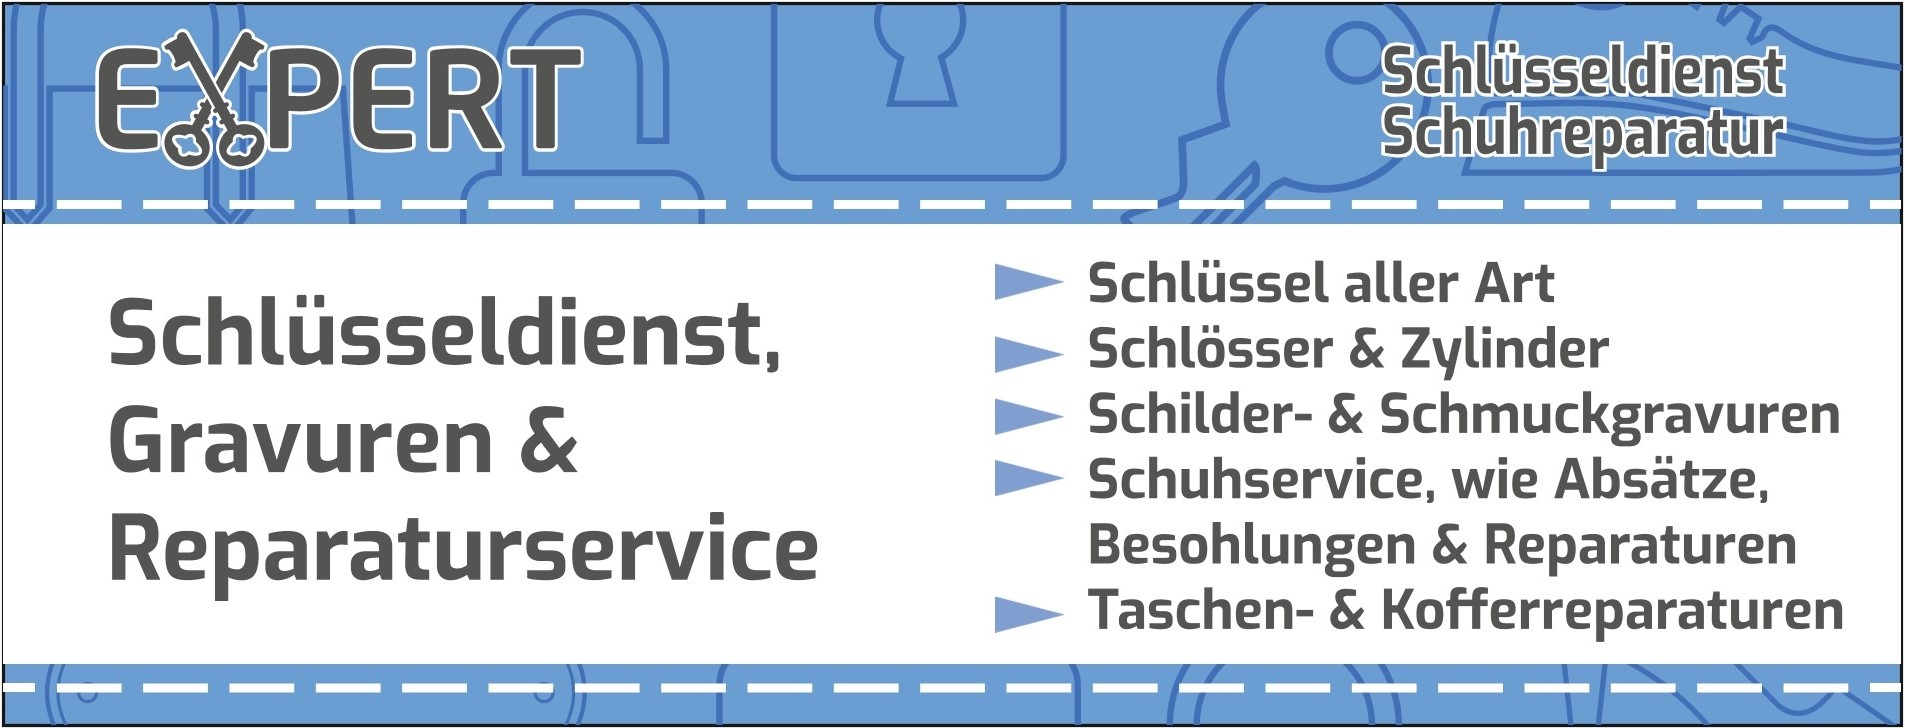 EXPERT
Schlüsseldienst
Schuhreparatur
Schlüsseldienst,
Gravuren &
Reparaturservice
Schlüssel aller Art
Schlösser & Zylinder
Schilder- & Schmuckgravuren
Schuhservice, wie Absätze,
Besohlungen & Reparaturen
Taschen- & Kofferreparaturen